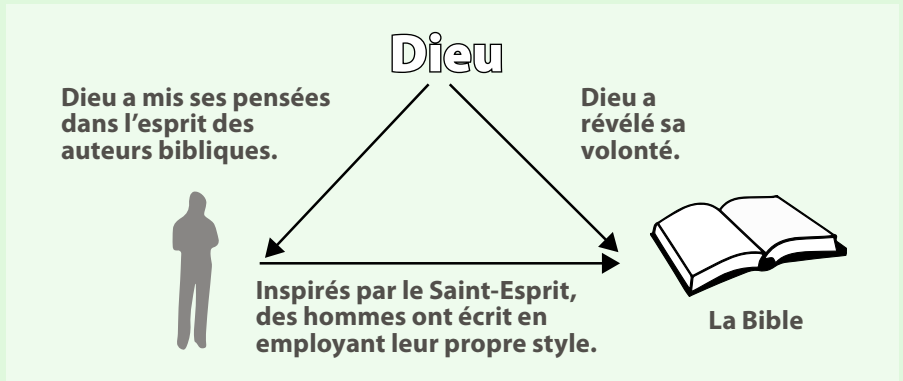 Dieu
Dieu a mis ses pensées
dans l’esprit des
auteurs bibliques.
Dieu a
révélé sa
volonté.
Inspirés par le Saint-Esprit,
des hommes ont écrit en
employant leur propre style.
La Bible